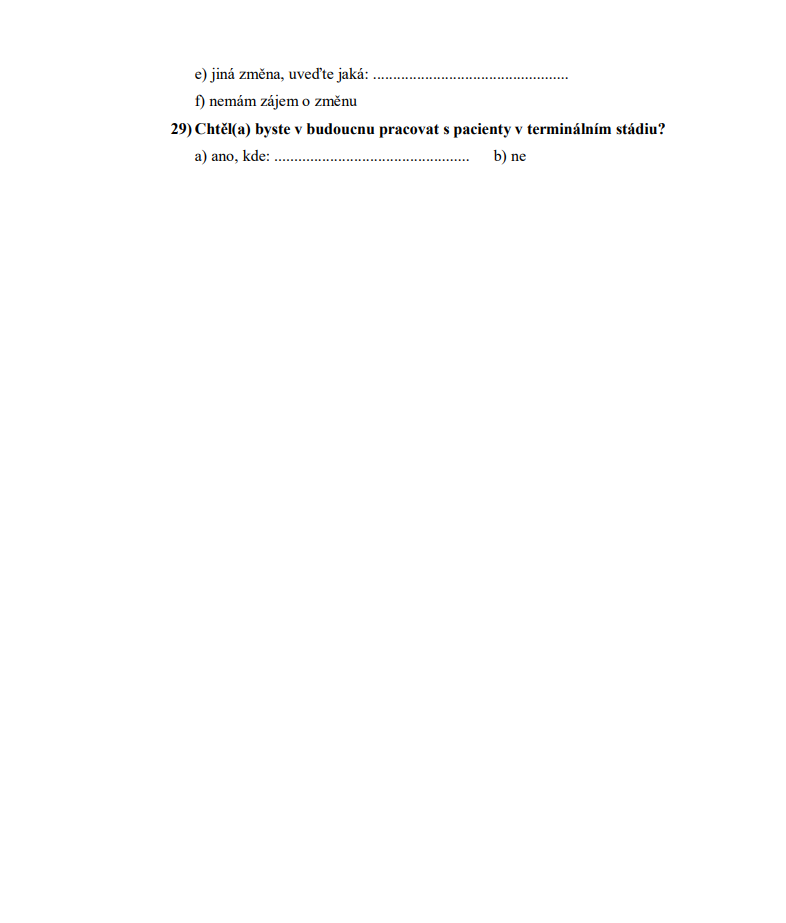 e) jiná změna, uveďte jaká: .................................................
f) nemám zájem o změnu
29) Chtěl(a) byste v budoucnu pracovat s pacienty v terminálním stádiu?
a) ano, kde: ................................................. b) ne